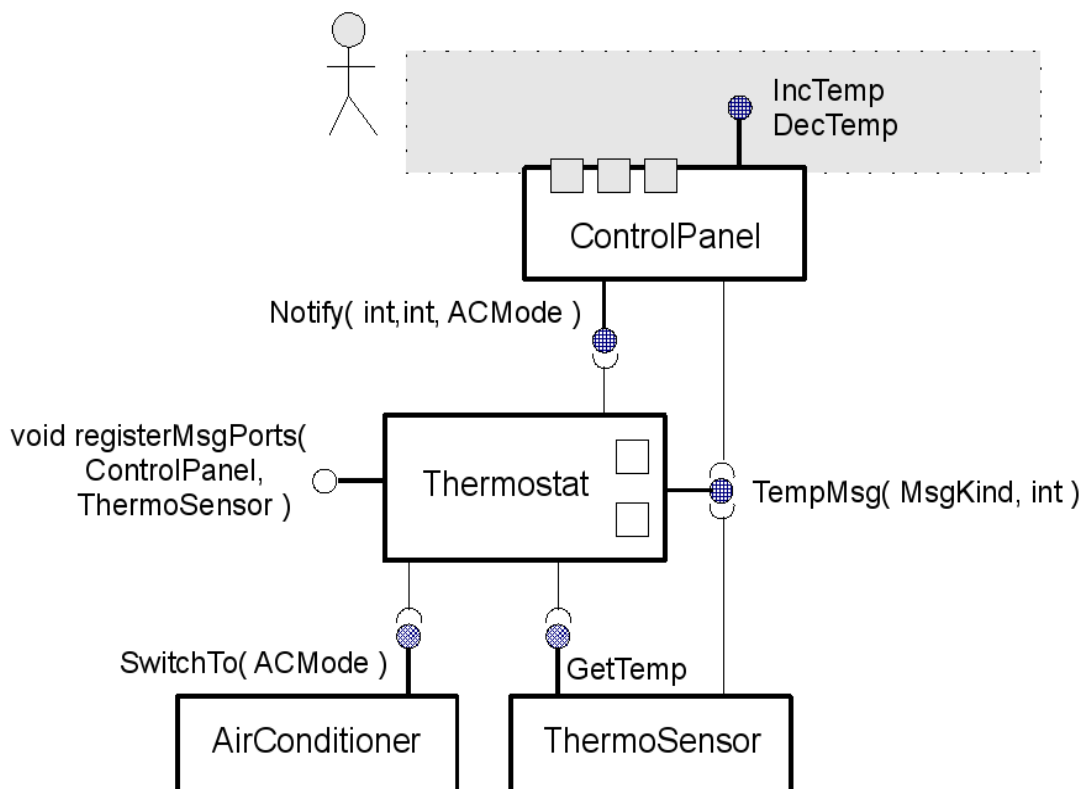 IncTemp
DecTemp
ControlPanel
Notify( int,int, ACMode )
void registerMsgPorts(
ControlPanel,
ThermoSensor )
Thermostat
TempMsg( MsgKind, int )
SwitchTo( ACMode )
GetTemp
AirConditioner
ThermoSensor